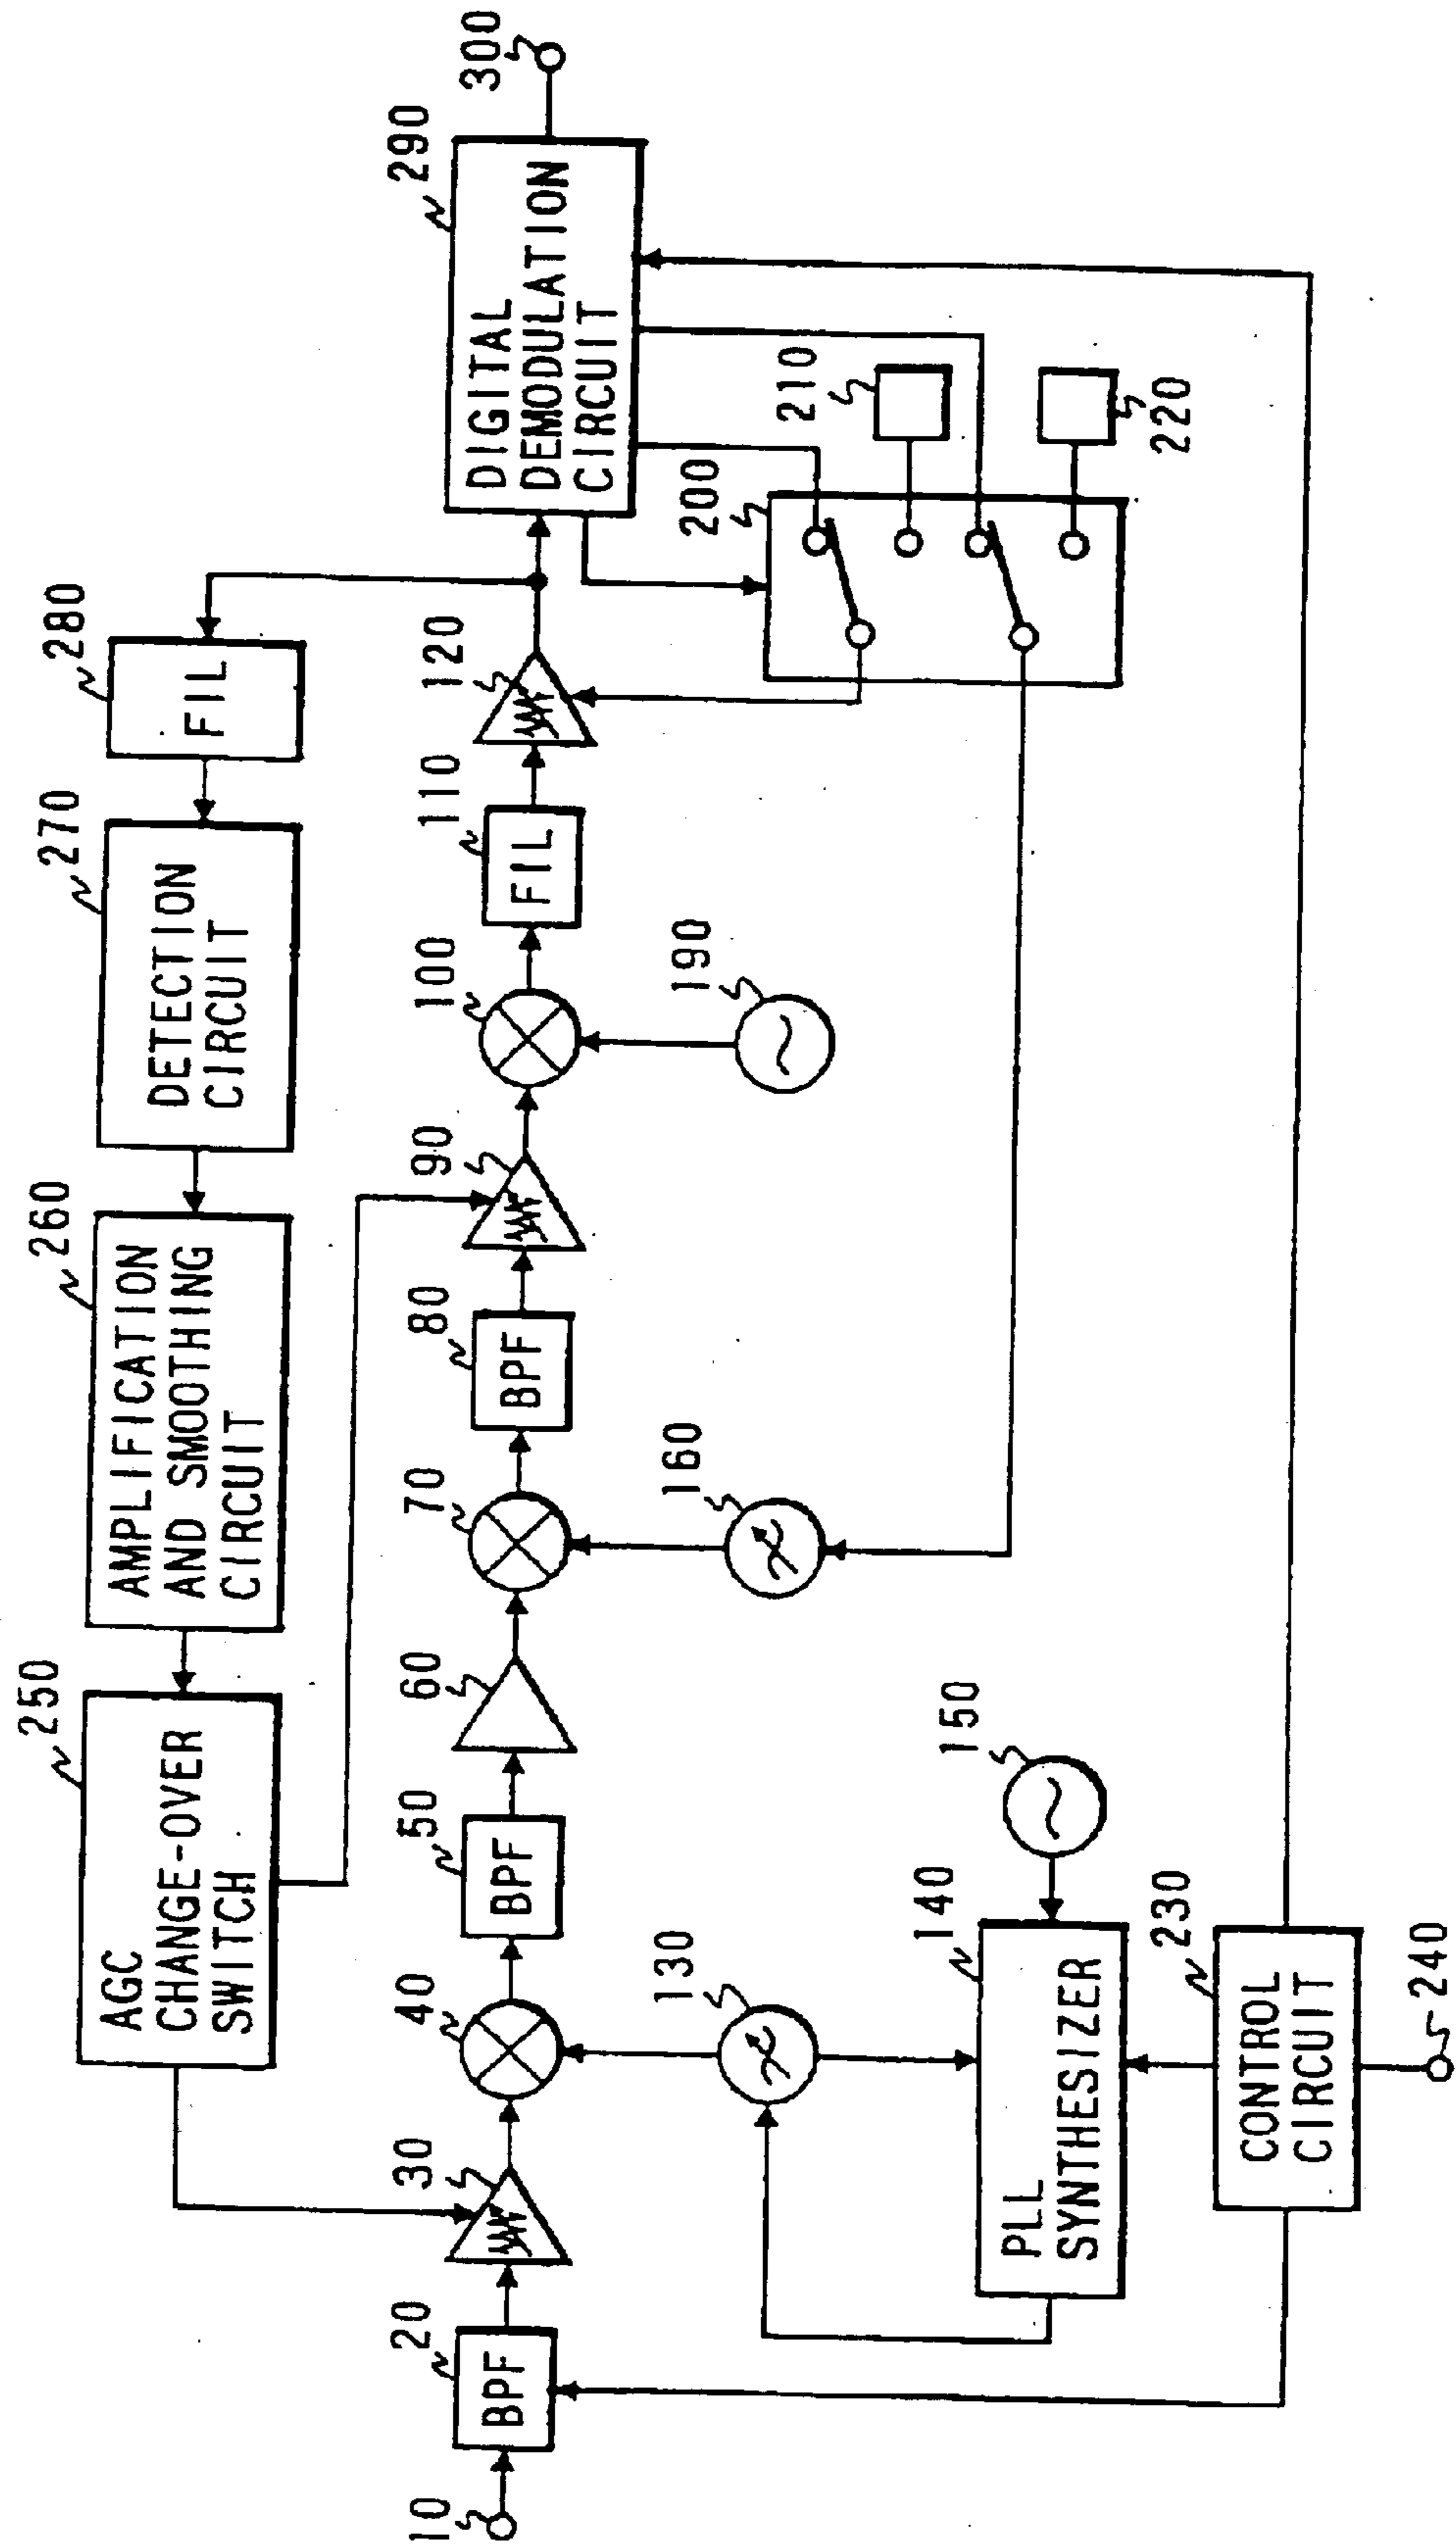 250
260
270
280
AGC
CHANGE-OVER
SWITCH
AMPLIFICATION
AND SMOOTHING
CIRCUIT
DETECTION
CIRCUIT
FIL
10
20
30
40
50
60
70
80
90
100
110
120
290
300
BPF
BPF
BPF
FIL
DIGITAL
DEMODULATION
CIRCUIT
130
160
190
200
210
220
140
150
PLL
SYNTHESIZER
230
CONTROL
CIRCUIT
240